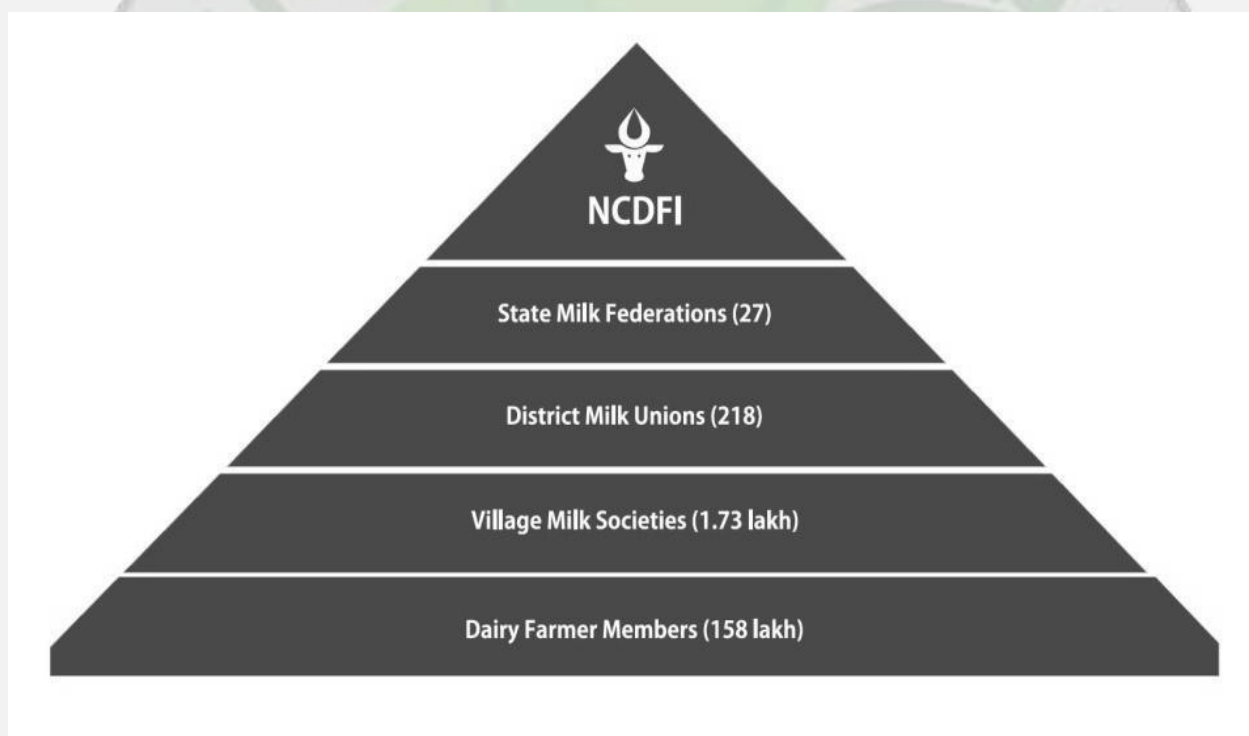 NCDFI
State Milk Federations (27)
District Milk Unions (218)
Village Milk Societies (1.73 lakh)
Dairy Farmer Members (158 lakh)